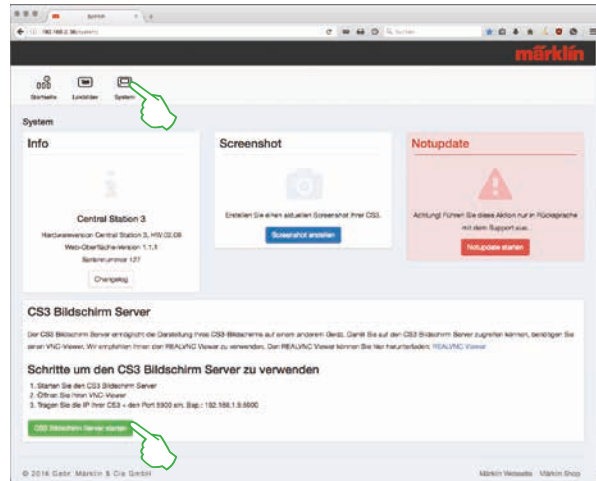 System
märklin
Startseite Lokbilder System
System
Info
Central Station 3
Hardwareversion Central Station 3, HW:02.09
Web-Oberfläche-Version 1.1.1
Seriennummer 127
Changelog
Screenshot
Erstellen Sie einen aktuellen Screenshot Ihrer CS3.
Screenshot erstellen
Notupdate
Achtung! Führen Sie diese Aktion nur in Rücksprache
mit dem Support aus.
Notupdate starten
CS3 Bildschirm Server
Der CS3 Bildschirm Server ermöglicht die Darstellung Ihres CS3-Bildschirms auf einem anderem Gerät. Damit Sie auf den CS3 Bildschirm Server zugreifen können, benötigen Sie
einen VNC-Viewer. Wir empfehlen Ihnen den REALVNC Viewer zu verwenden. Den REALVNC Viewer können Sie hier herunterladen: REALVNC Viewer
Schritte um den CS3 Bildschirm Server zu verwenden
1. Starten Sie den CS3 Bildschirm Server
2. Öffnen Sie Ihren VNC-Viewer
3. Tragen Sie die IP Ihrer CS3 + den Port 5900 ein. Bsp.: 192.168.1.5:5900
CS3 Bildschirm Server starten
© 2016 Gebr. Märklin & Cie GmbH
Märklin Webseite Märklin Shop